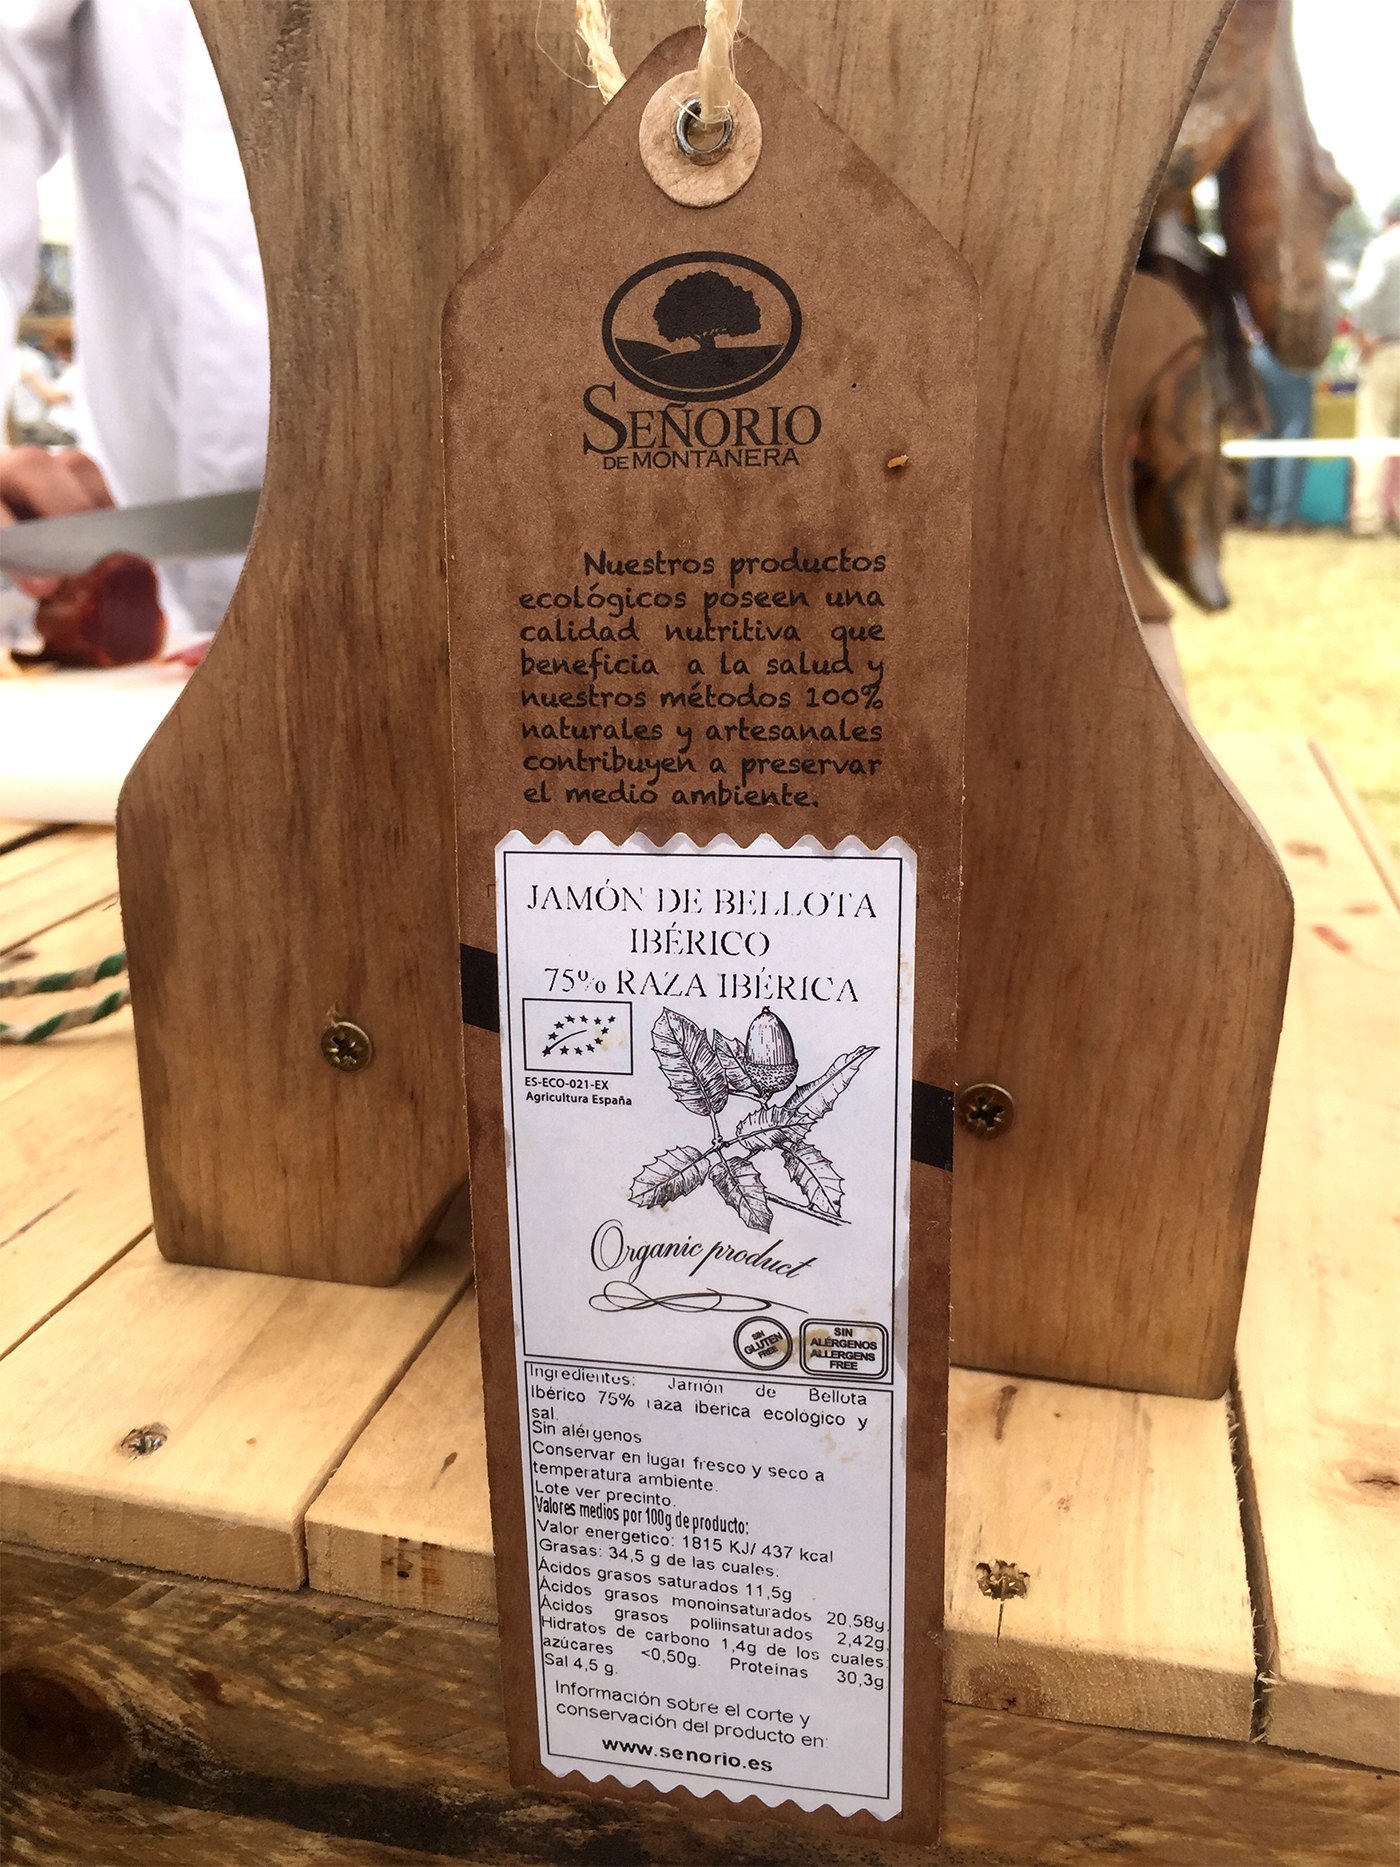 SEÑORIO
DE MONTANERA
Nuestros productos
ecológicos poseen una
calidad nutritiva que
beneficia a la salud y
nuestros métodos 100%
naturales y artesanales
contribuyen a preservar
el medio ambiente.
JAMÓN DE BELLOTA
IBÉRICO
75% RAZA IBÉRICA
ES-ECO-021-EX
Agricultura España
Organic product
SIN
GLUTEN
FREE
SIN
ALÉRGENOS
ALLERGENS
FREE
Ingredientes: Jamón de Bellota
Ibérico 75% raza iberica ecológico y
sal.
Sin alérgenos
Conservar en lugar fresco y seco a
temperatura ambiente.
Lote ver precinto.
Valores medios por 100g de producto:
Valor energetico: 1815 KJ/ 437 kcal
Grasas: 34,5 g de las cuales:
Ácidos grasos saturados 11,5g
Ácidos grasos monoinsaturados 20,58g.
Ácidos grasos poliinsaturados 2,42g.
Hidratos de carbono 1,4g de los cuales:
azúcares <0,50g. Proteinas 30,3g
Sal 4,5 g.
Información sobre el corte y
conservación del producto en:
www.senorio.es